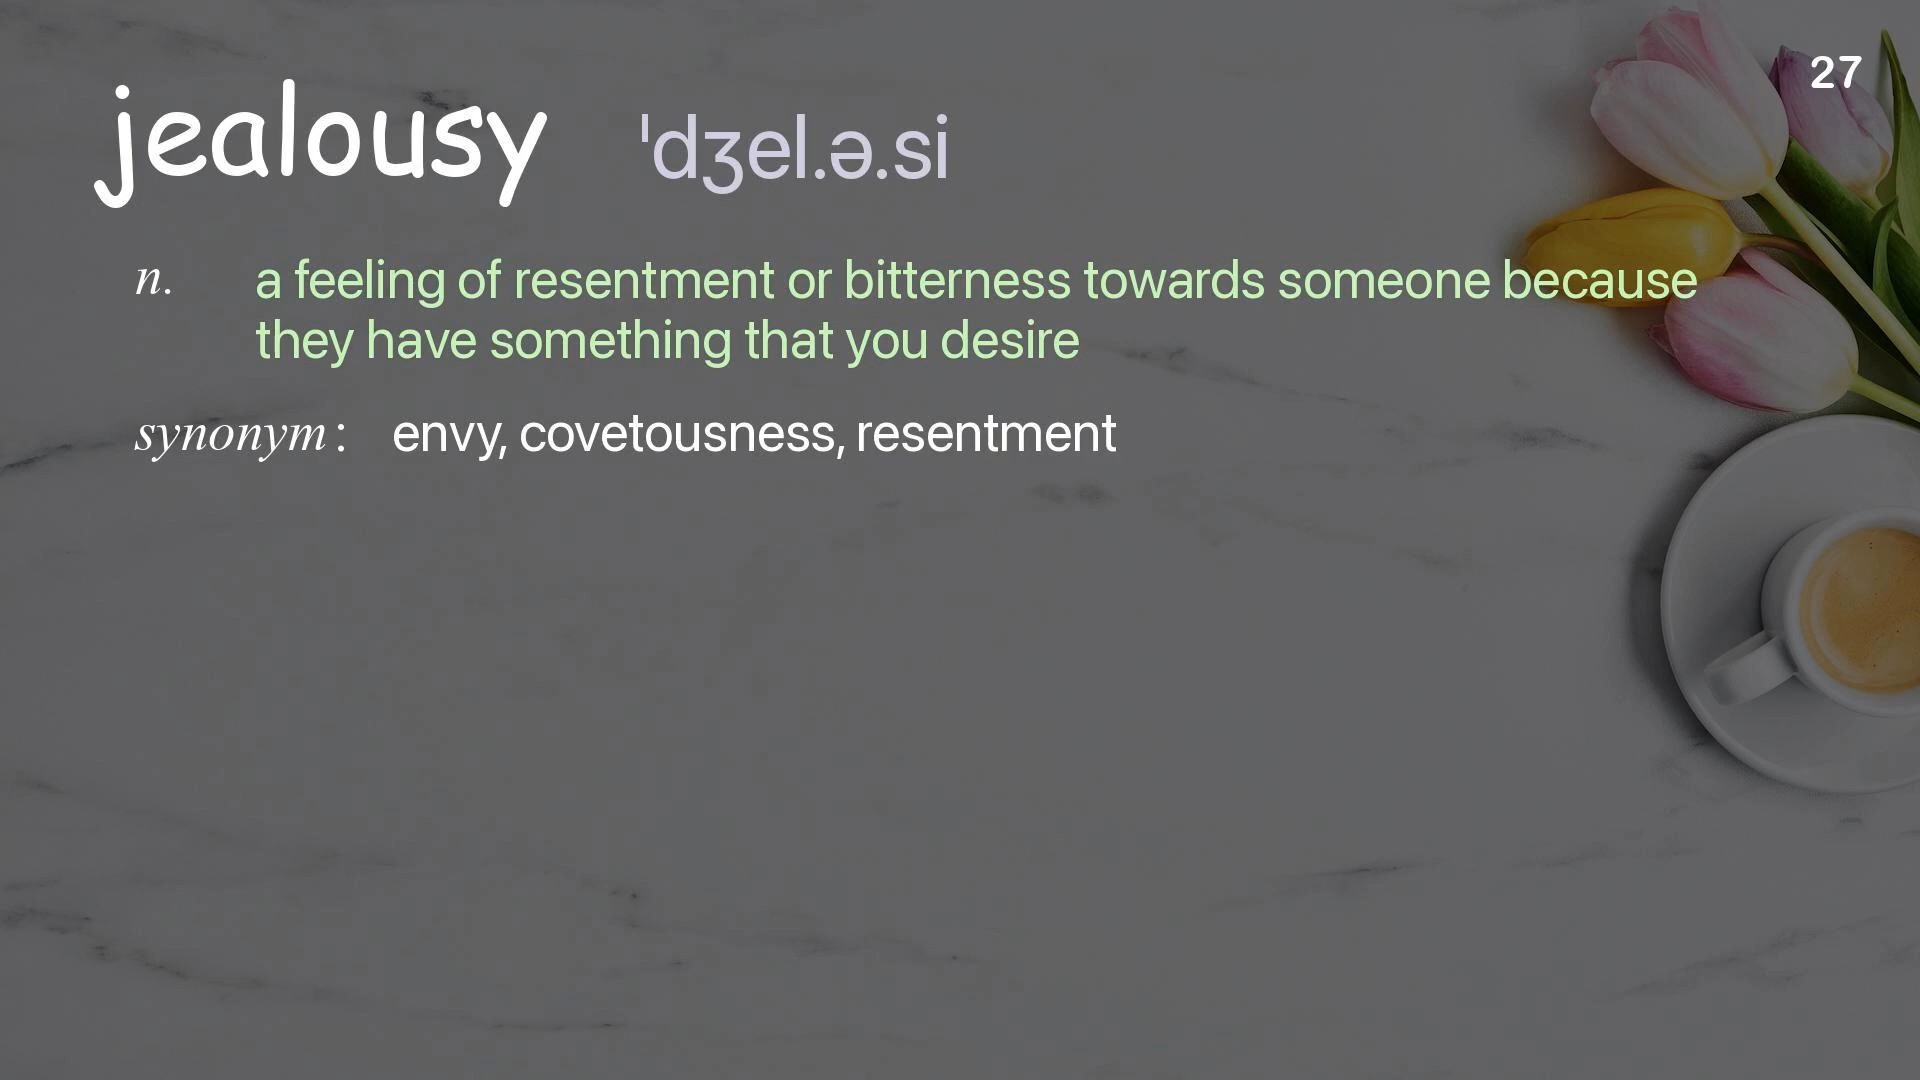 27
jealousy ˈdʒel.ə.si
n. a feeling of resentment or bitterness towards someone because
they have something that you desire
synonym: envy, covetousness, resentment